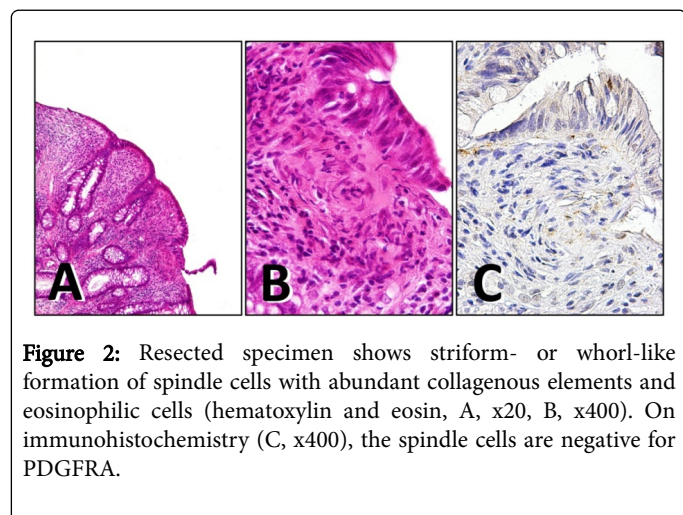 A
B
C
Figure 2: Resected specimen shows striform- or whorl-like
formation of spindle cells with abundant collagenous elements and
eosinophilic cells (hematoxylin and eosin, A, x20, B, x400). On
immunohistochemistry (C, x400), the spindle cells are negative for
PDGFRA.